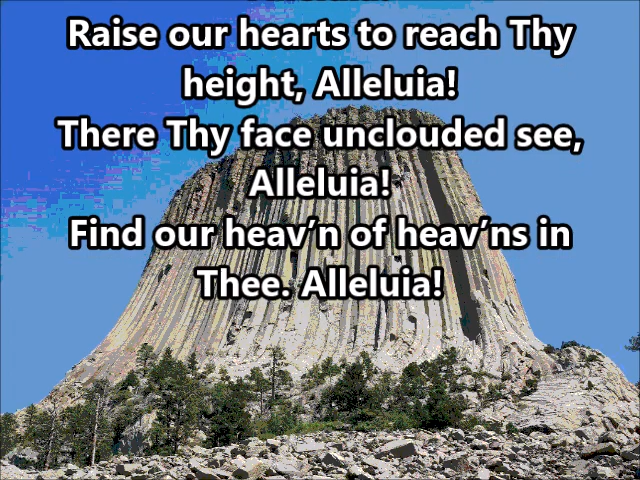 Raise our hearts to reach Thy
height, Alleluia!
There Thy face unclouded see,
Alleluia!
Find our heav’n of heav’ns in
Thee. Alleluia!